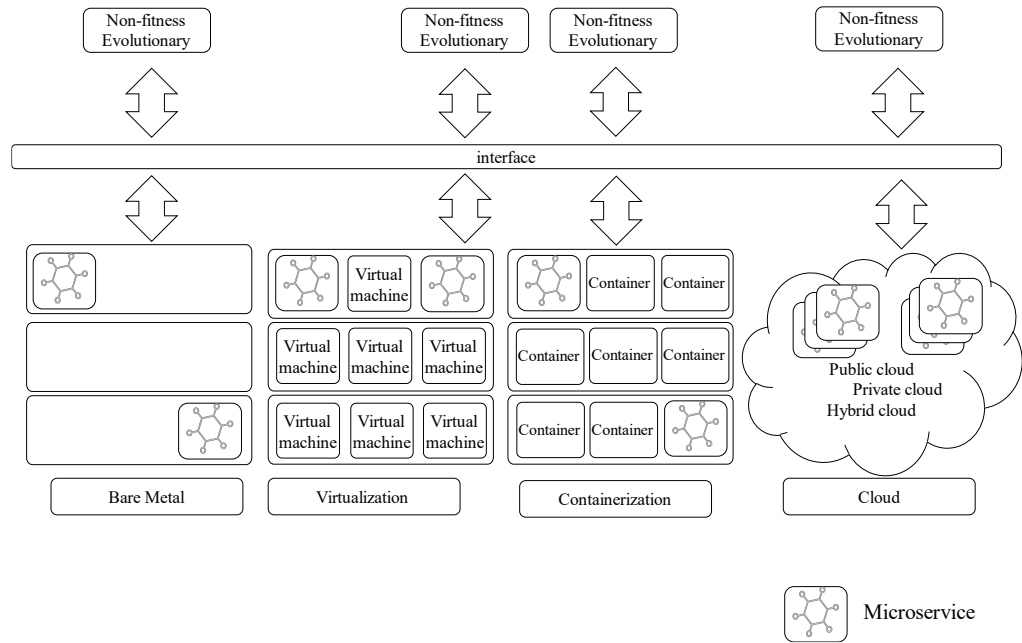 Non-fitness
Evolutionary
Non-fitness
Evolutionary
Non-fitness
Evolutionary
Non-fitness
Evolutionary
interface
Virtual
machine
Container
Container
Virtual
machine
Virtual
machine
Virtual
machine
Container
Container
Container
Virtual
machine
Virtual
machine
Virtual
machine
Container
Container
Public cloud
Private cloud
Hybrid cloud
Bare Metal
Virtualization
Containerization
Cloud
Microservice